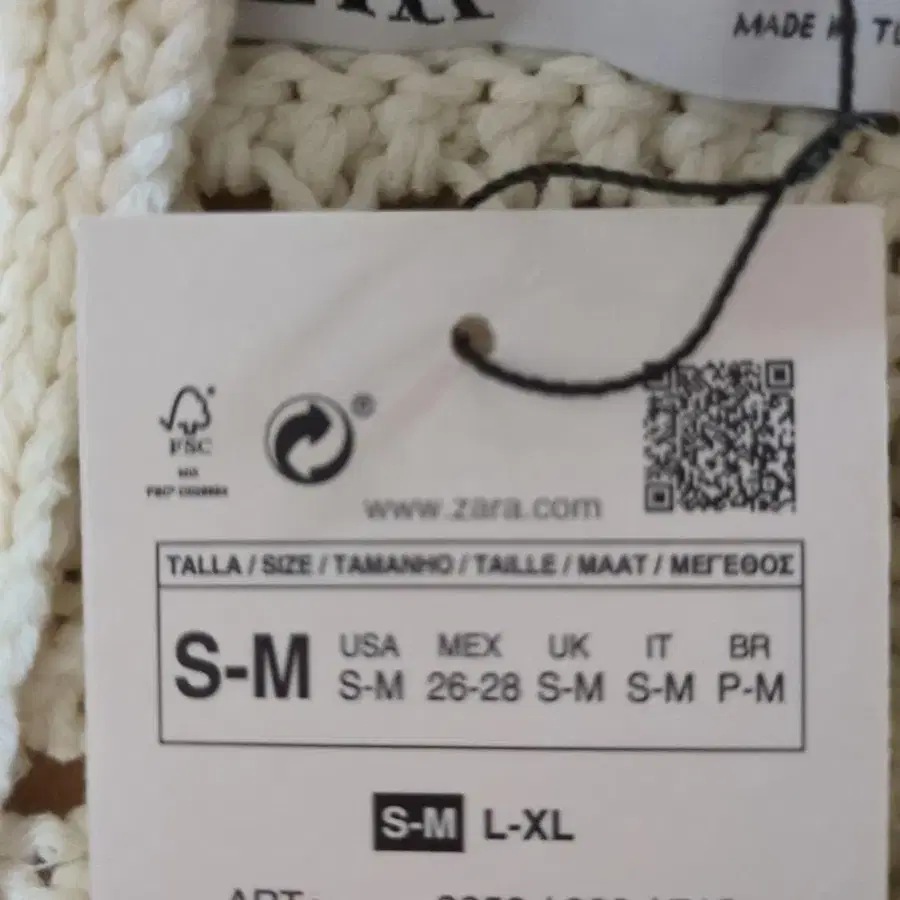 MADE IN
®
FSC
www.zara.com
TALLA / SIZE / TAMANHO / TAILLE / MAAT / ΜΕΓΕΘΟΣ
S-M
USA MEX UK IT BR
S-M 26-28 S-M S-M P-M
S-M L-XL